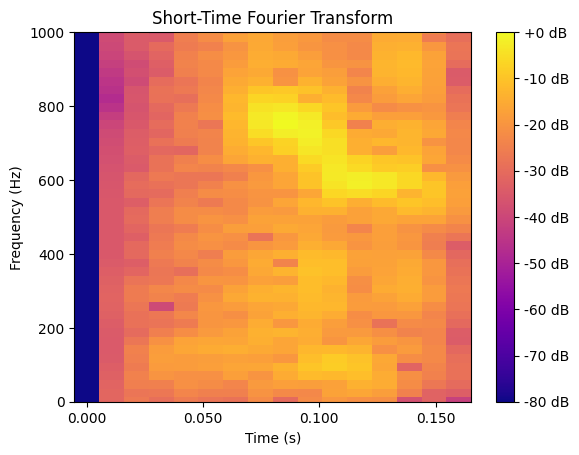 Short-Time Fourier Transform
1000
800
600
400
200
0
Frequency (Hz)
0.000
0.050
0.100
0.150
Time (s)
+0 dB
-10 dB
-20 dB
-30 dB
-40 dB
-50 dB
-60 dB
-70 dB
-80 dB